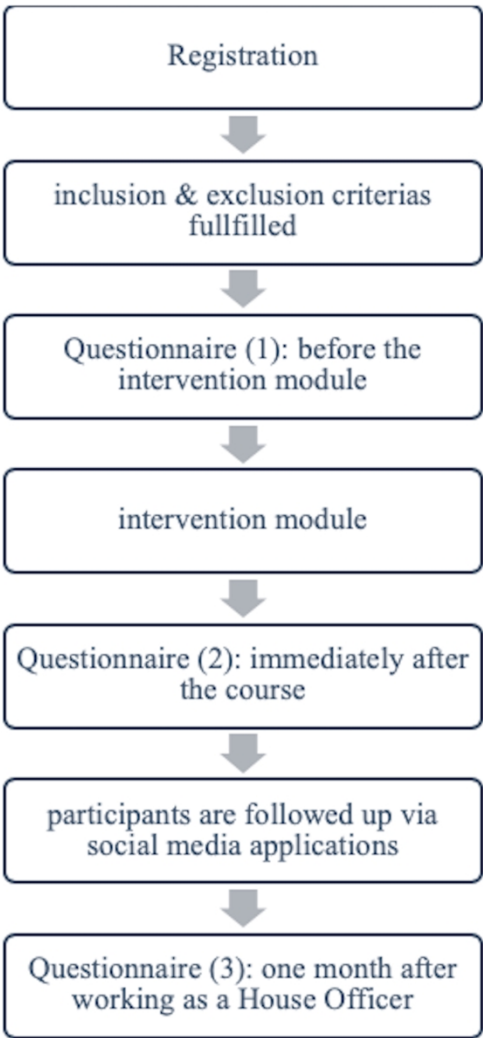 Registration
inclusion & exclusion criterias
fullfilled
Questionnaire (1): before the
intervention module
intervention module
Questionnaire (2): immediately after
the course
participants are followed up via
social media applications
Questionnaire (3): one month after
working as a House Officer